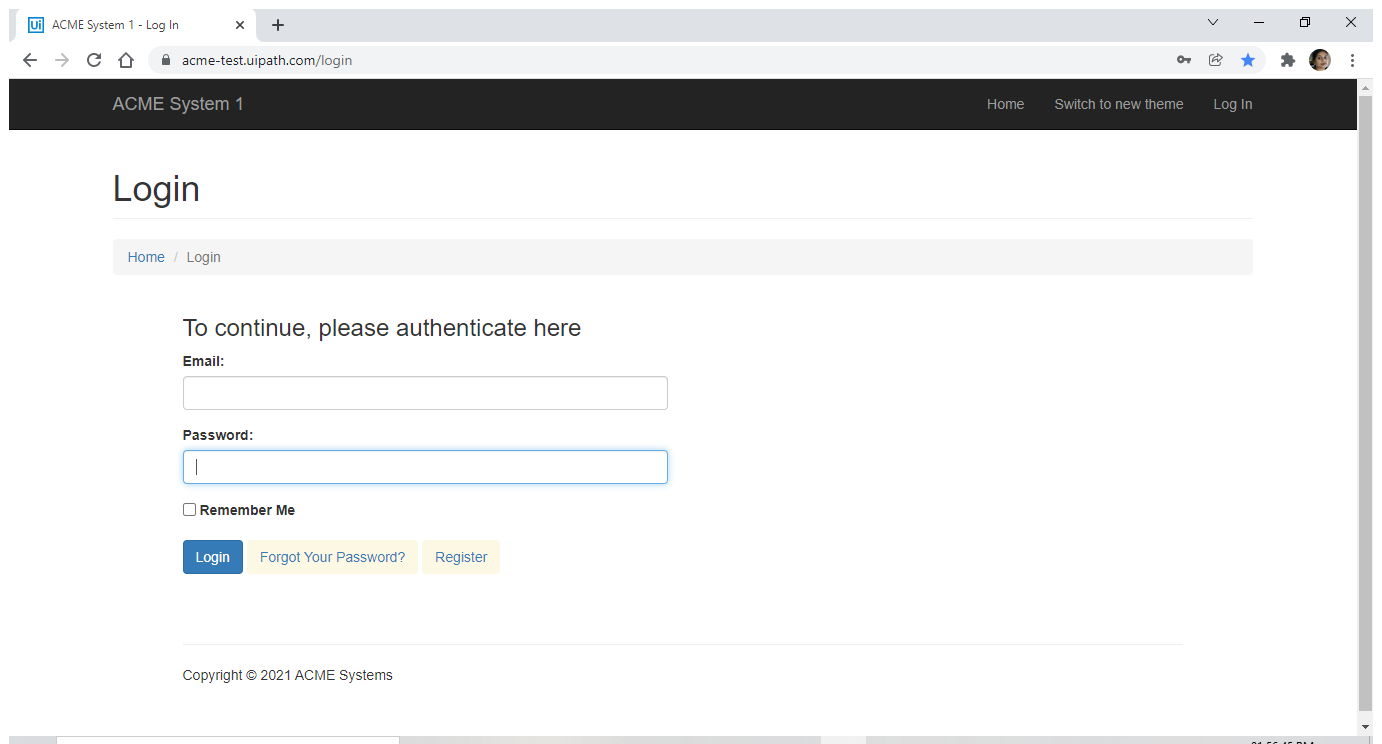 Ui ACME System 1 - Log In
acme-test.uipath.com/login
ACME System 1 Home Switch to new theme Log In
Login
Home / Login
To continue, please authenticate here
Email:
Password:
Remember Me
Login Forgot Your Password? Register
Copyright © 2021 ACME Systems